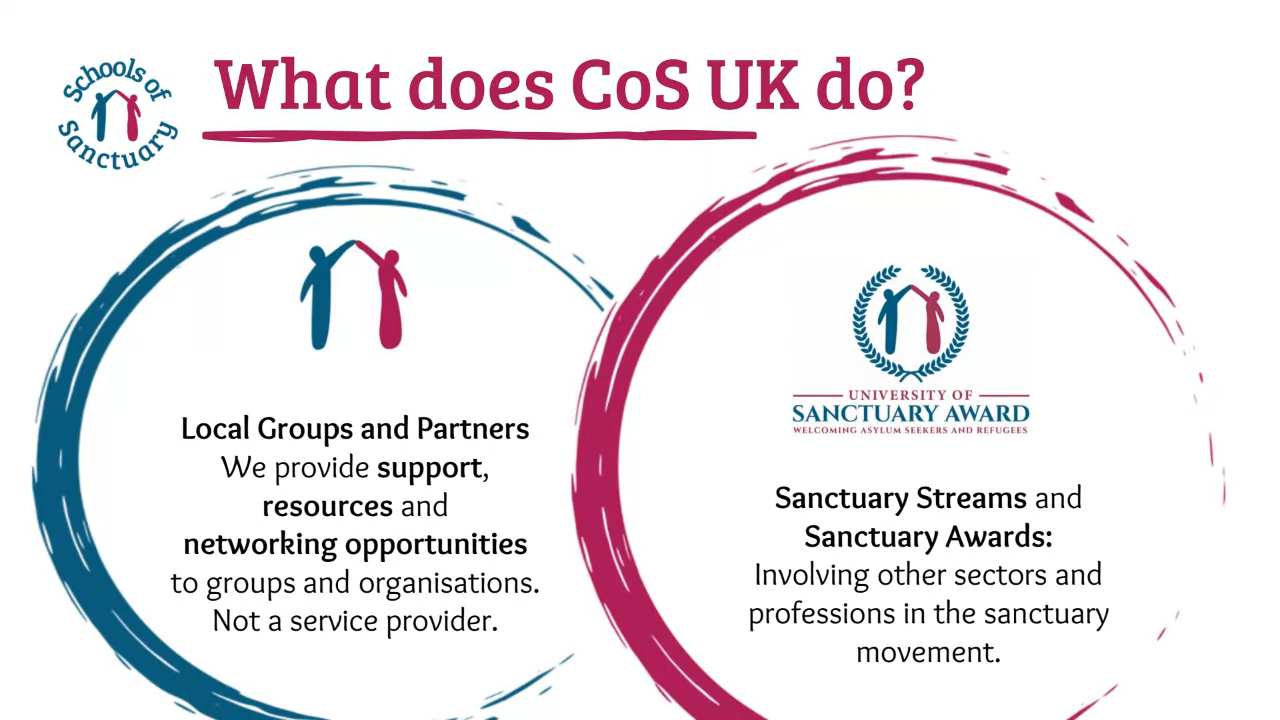 Schools of
Sanctuary
What does CoS UK do?
Local Groups and Partners
We provide support,
resources and
networking opportunities
to groups and organisations.
Not a service provider.
UNIVERSITY OF
SANCTUARY AWARD
WELCOMING ASYLUM SEEKERS AND REFUGEES
Sanctuary Streams and
Sanctuary Awards:
Involving other sectors and
professions in the sanctuary
movement.